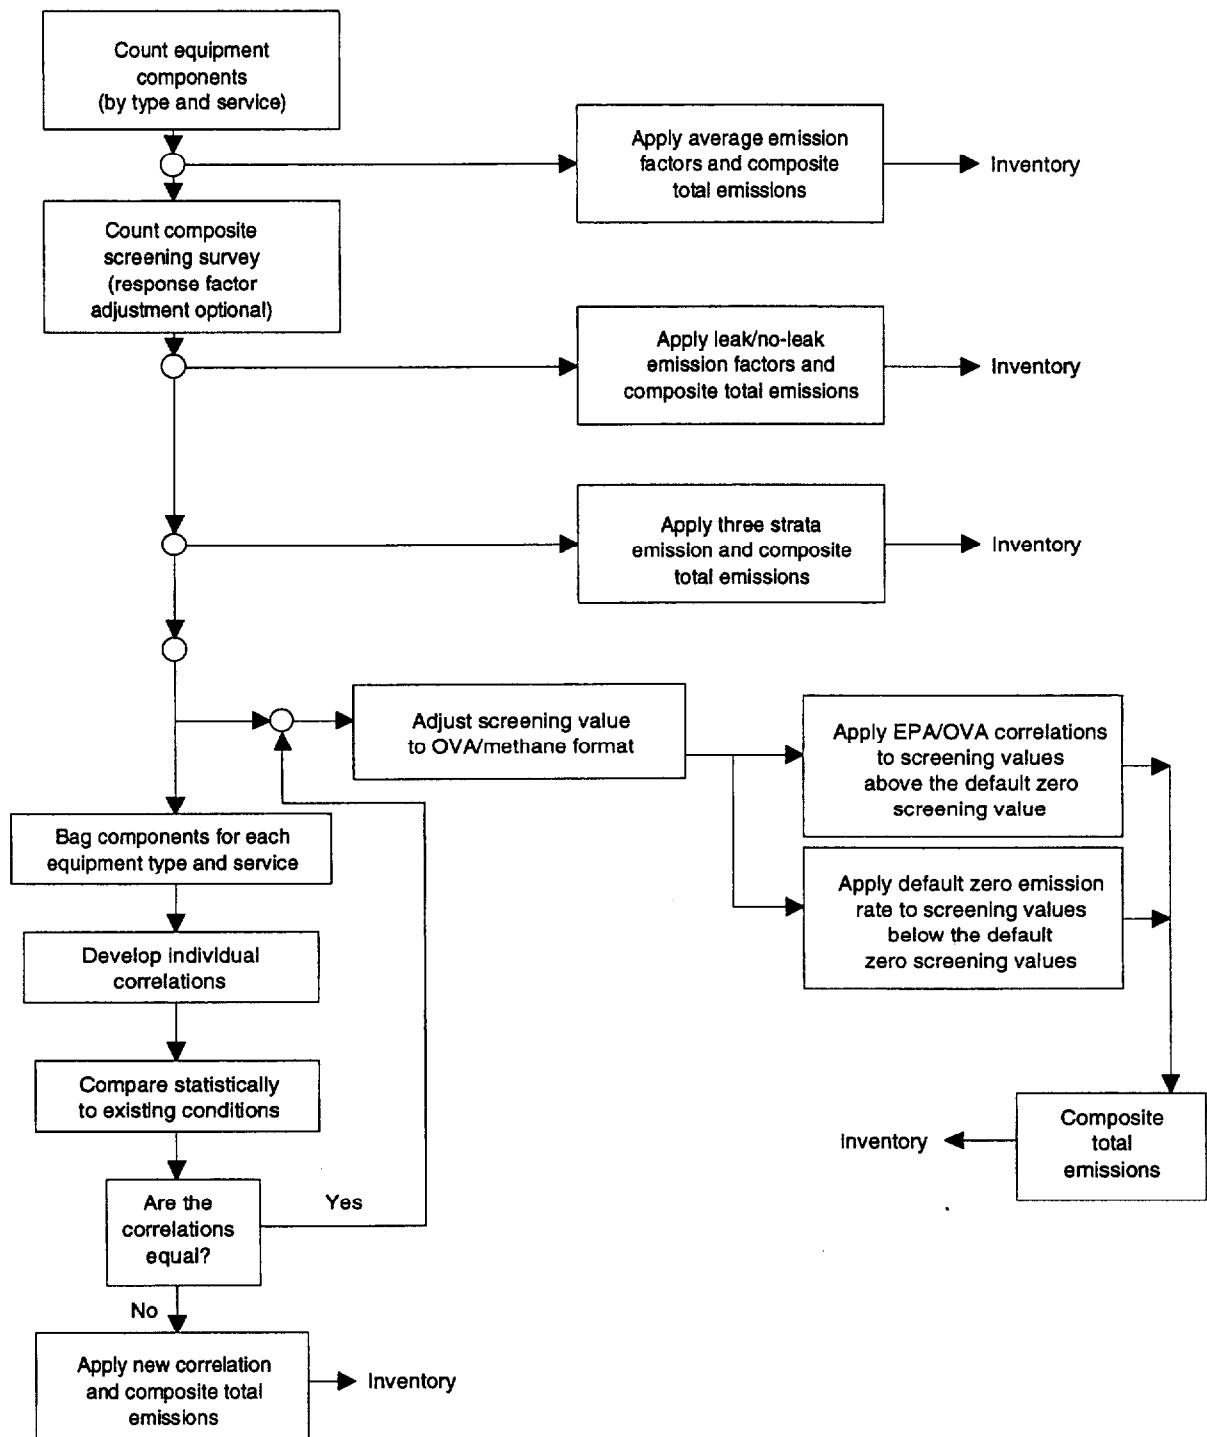 Count equipment
components
(by type and service)
Apply average emission
factors and composite
total emissions
Inventory
Count composite
screening survey
(response factor
adjustment optional)
Apply leak/no-leak
emission factors and
composite total emissions
Inventory
Apply three strata
emission and composite
total emissions
Inventory
Adjust screening value
to OVA/methane format
Apply EPA/OVA correlations
to screening values
above the default zero
screening value
Bag components for each
equipment type and service
Apply default zero emission
rate to screening values
below the default
zero screening values
Develop individual
correlations
Compare statistically
to existing conditions
Composite
total
emissions
Inventory
Are the
correlations
equal?
Yes
No
Apply new correlation
and composite total
emissions
Inventory